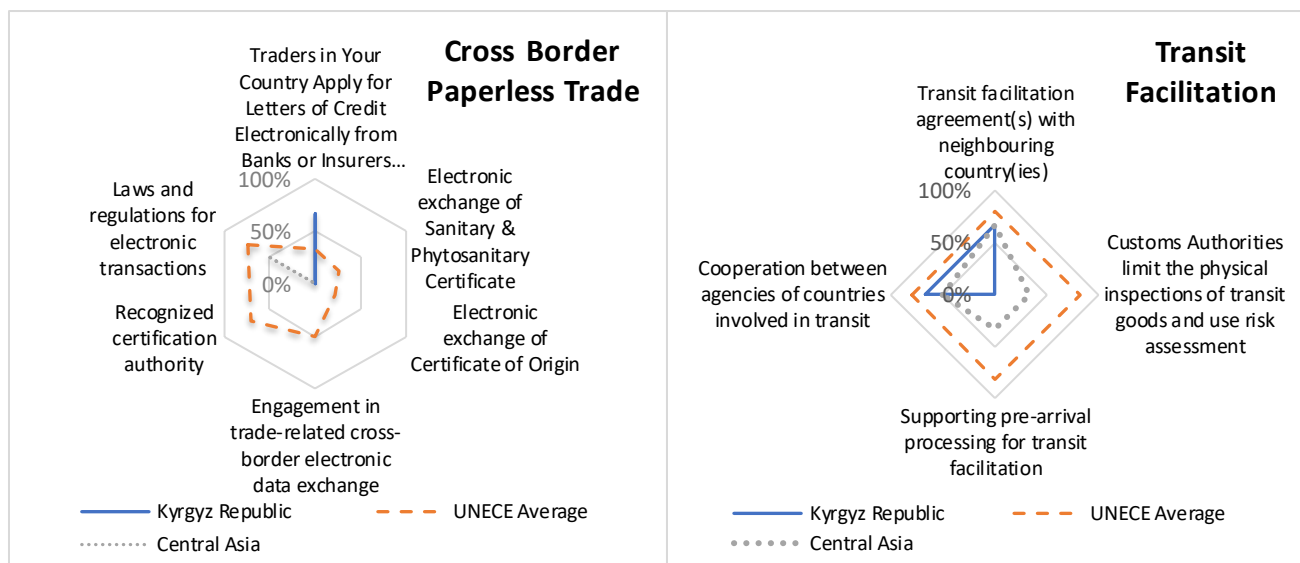 Cross Border
Paperless Trade
Traders in Your
Country Apply for
Letters of Credit
Electronically from
Banks or Insurers…
100%
50%
0%
Electronic
exchange of
Sanitary &
Phytosanitary
Certificate
Electronic
exchange of
Certificate of Origin
Engagement in
trade-related cross-
border electronic
data exchange
Recognized
certification
authority
Laws and
regulations for
electronic
transactions
Kyrgyz Republic
UNECE Average
Central Asia
Transit
Facilitation
Transit facilitation
agreement(s) with
neighbouring
country(ies)
100%
50%
0%
Customs Authorities
limit the physical
inspections of transit
goods and use risk
assessment
Supporting pre-arrival
processing for transit
facilitation
Cooperation between
agencies of countries
involved in transit
Kyrgyz Republic
UNECE Average
Central Asia